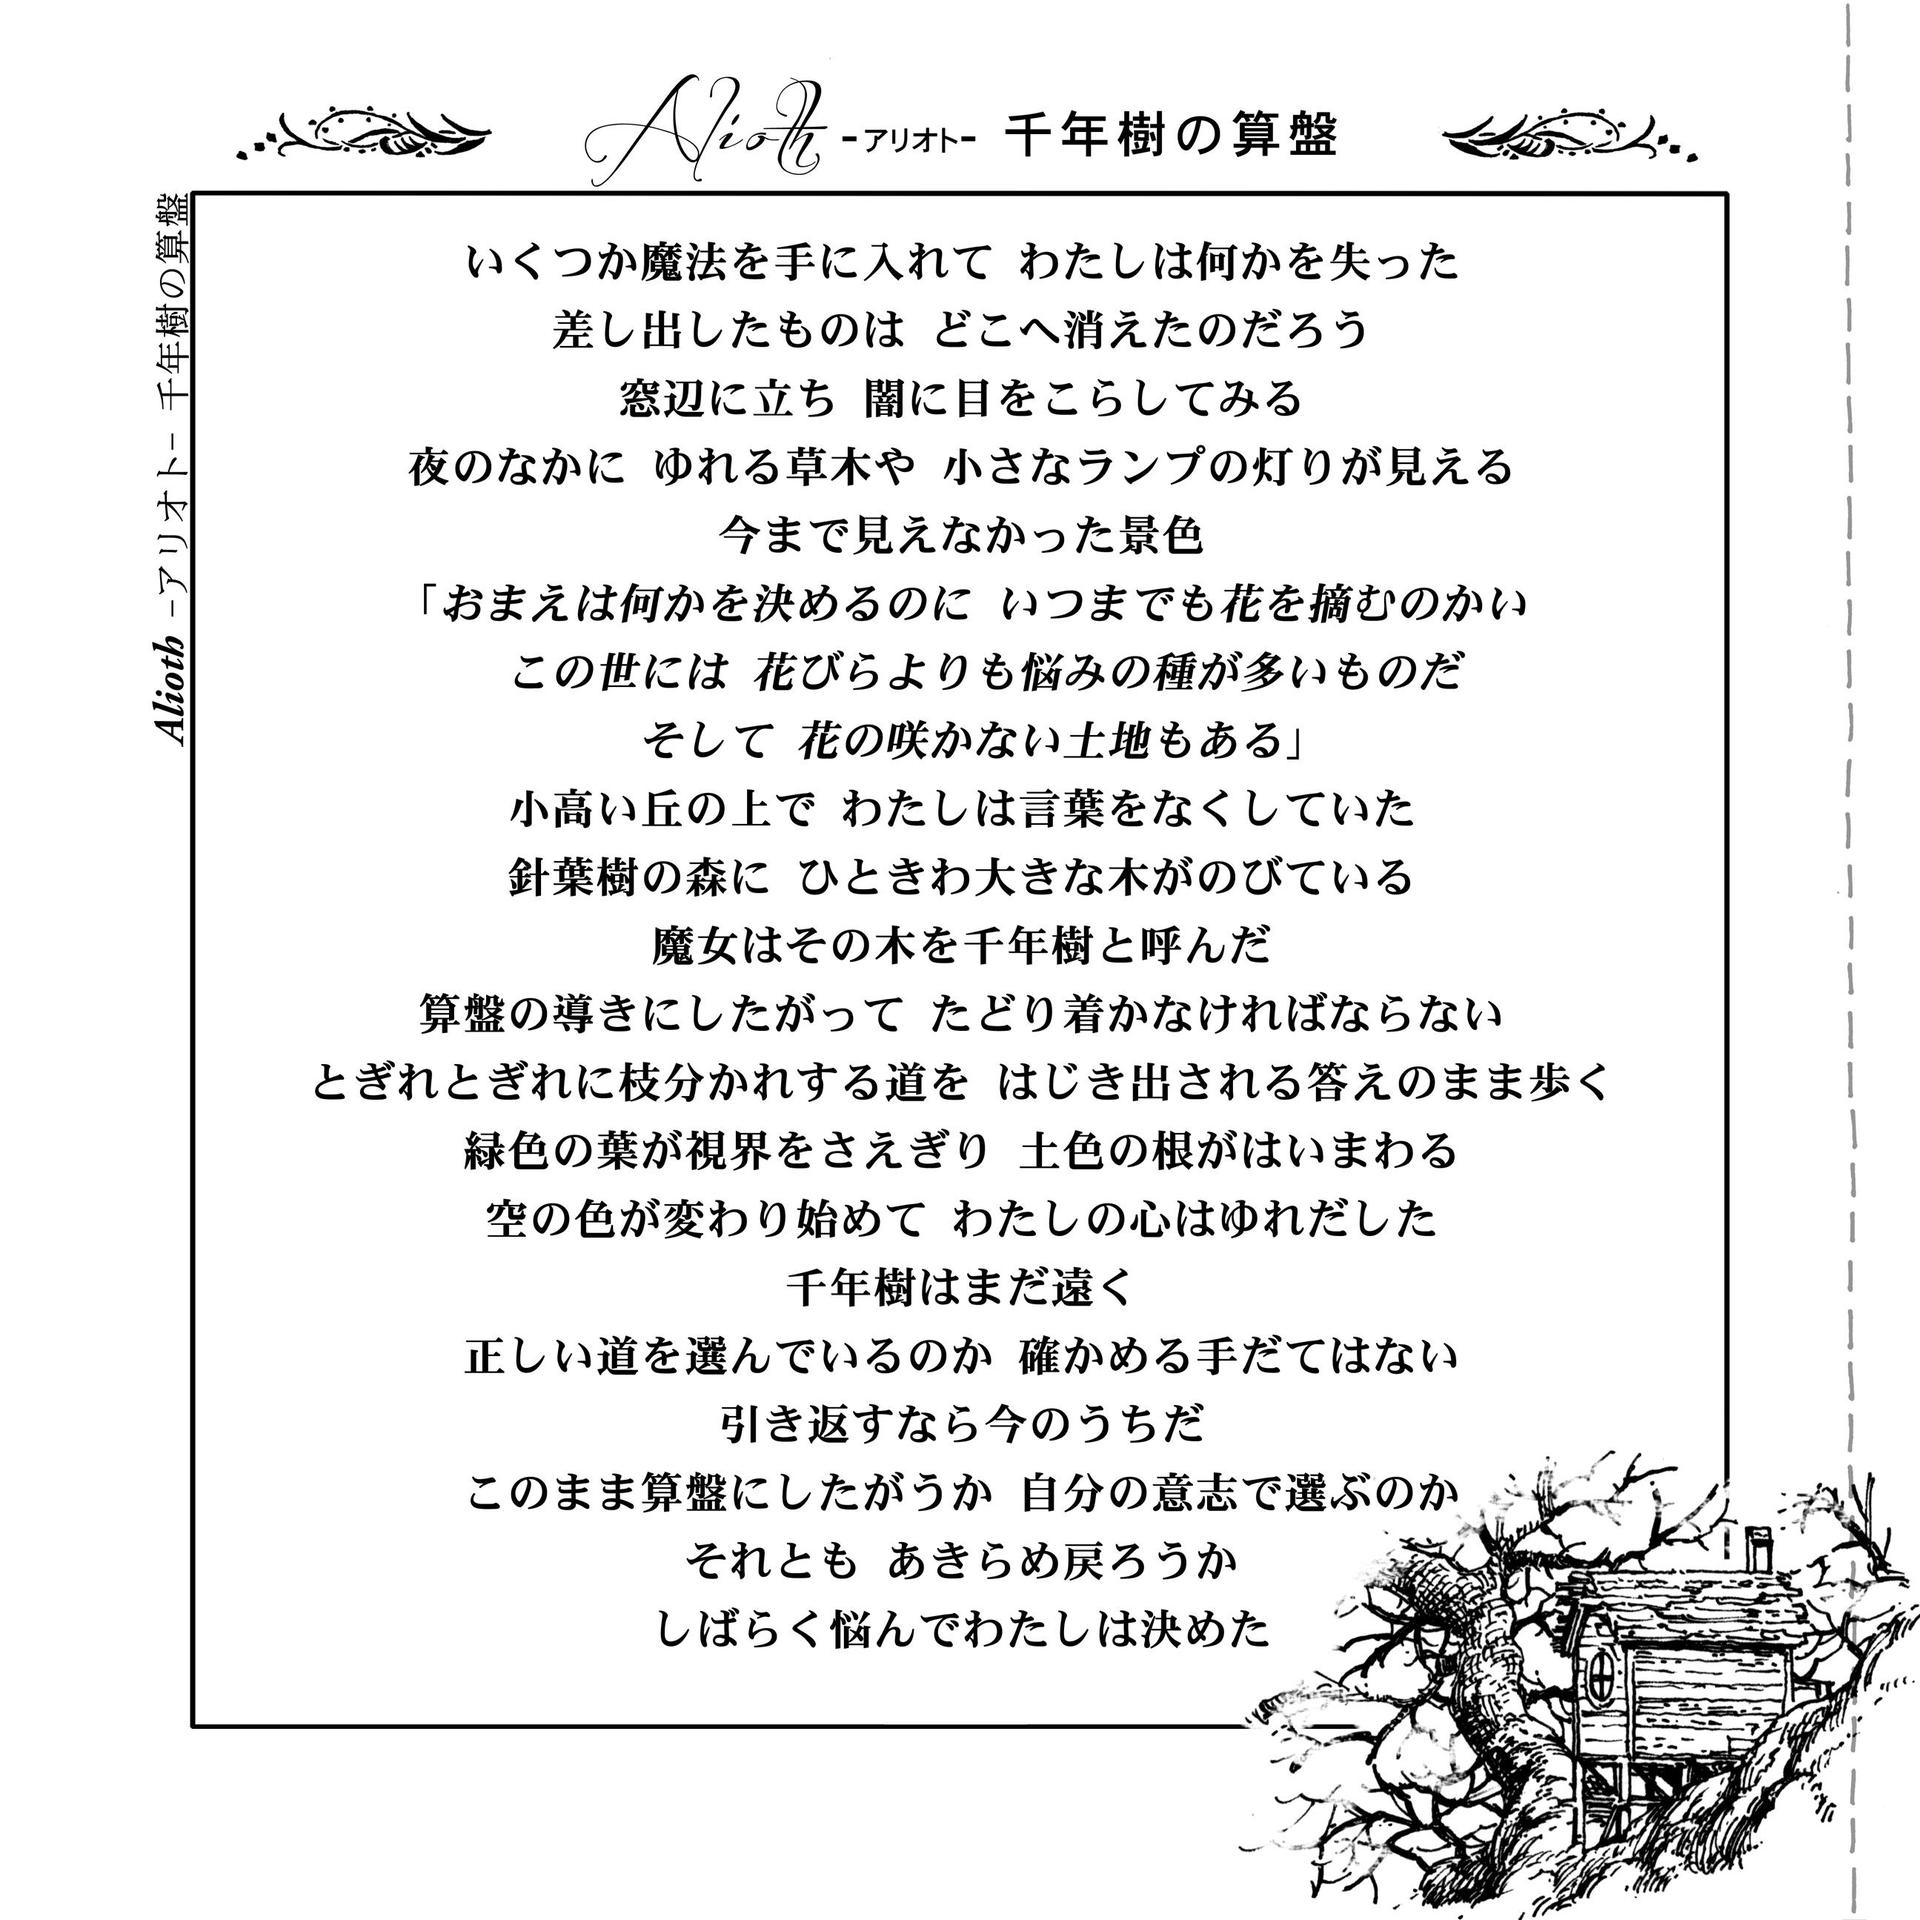 Alioth -アリオト- 千年樹の算盤
Alioth -アリオト- 千年樹の算盤
いくつか魔法を手に入れて わたしは何かを失った
差し出したものは どこへ消えたのだろう
窓辺に立ち 闇に目をこらしてみる
夜のなかに ゆれる草木や 小さなランプの灯りが見える
今まで見えなかった景色
「おまえは何かを決めるのに いつまでも花を摘むのかい
この世には 花びらよりも悩みの種が多いものだ
そして 花の咲かない土地もある」
小高い丘の上で わたしは言葉をなくしていた
針葉樹の森に ひときわ大きな木がのびている
魔女はその木を千年樹と呼んだ
算盤の導きにしたがって たどり着かなければならない
とぎれとぎれに枝分かれする道を はじき出される答えのまま歩く
緑色の葉が視界をさえぎり 土色の根がはいまわる
空の色が変わり始めて わたしの心はゆれだした
千年樹はまだ遠く
正しい道を選んでいるのか 確かめる手だてはない
引き返すなら今のうちだ
このまま算盤にしたがうか 自分の意志で選ぶのか
それとも あきらめ戻ろうか
しばらく悩んでわたしは決めた